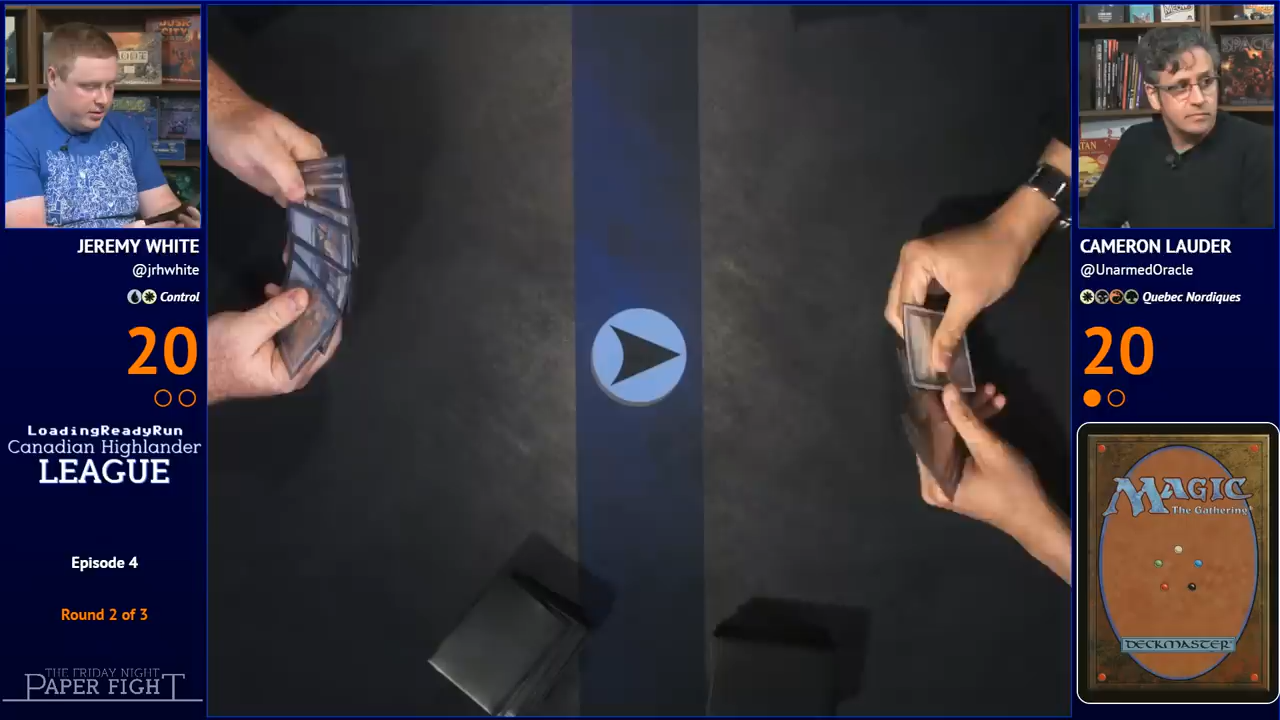 JEREMY WHITE
@jrhwhite
Control
20
LoadingReadyRun
Canadian Highlander
LEAGUE
Episode 4
Round 2 of 3
THE FRIDAY NIGHT
PAPER FIGHT
CAMERON LAUDER
@UnarmedOracle
Quebec Nordiques
20
MAGIC
The Gathering®
DECKMASTER